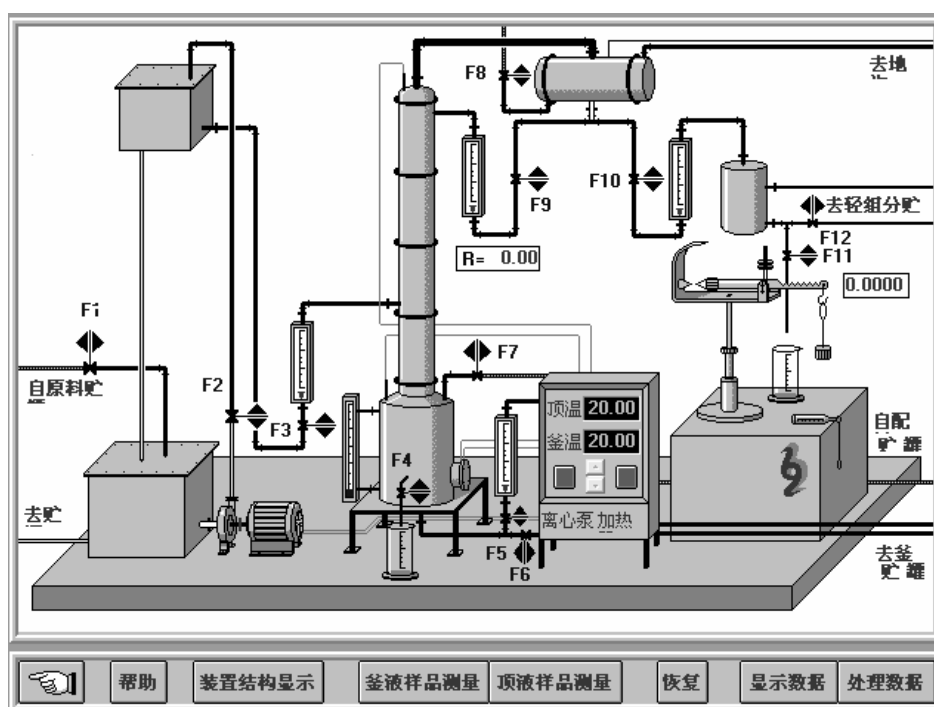 F8
去地
F10
F9
去轻组分贮
F12
F11
R= 0.00
0.0000
F1
F7
自原料贮
F2
F3
顶温 20.00
釜温 20.00
自配
贮 罐
F4
去贮
离心泵 加热
F5
F6
去釜
贮 罐
帮助
装置结构显示
釜液样品测量
顶液样品测量
恢复
显示数据
处理数据